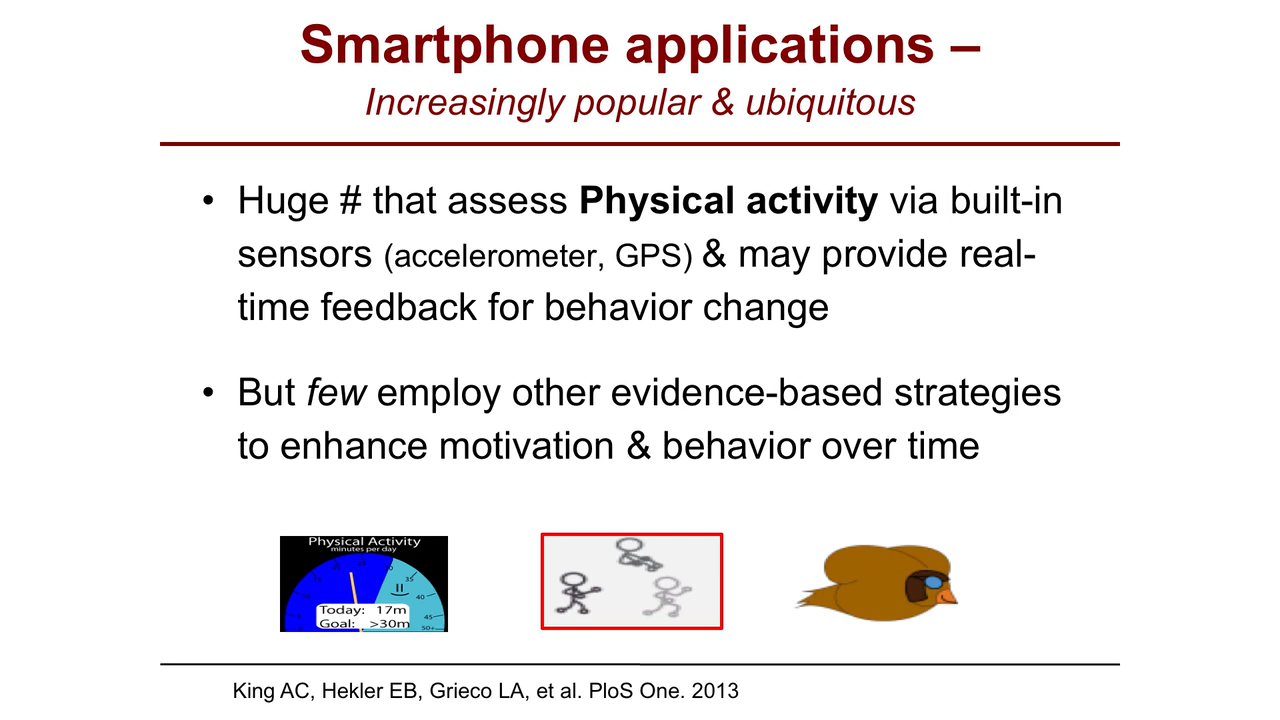 Smartphone applications –
Increasingly popular & ubiquitous
• Huge # that assess Physical activity via built-in
sensors (accelerometer, GPS) & may provide real-
time feedback for behavior change
• But few employ other evidence-based strategies
to enhance motivation & behavior over time
Physical Activity
minutes per day
35
40
45
50+
Today: 17m
Goal: >30m
King AC, Hekler EB, Grieco LA, et al. PloS One. 2013